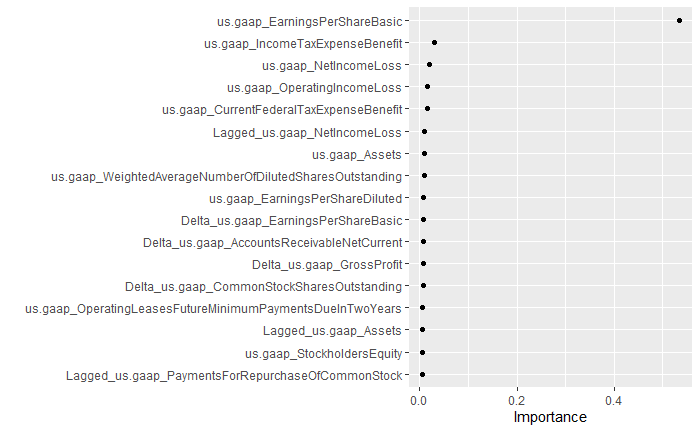 us.gaap_EarningsPerShareBasic
us.gaap_IncomeTaxExpenseBenefit
us.gaap_NetIncomeLoss
us.gaap_OperatingIncomeLoss
us.gaap_CurrentFederalTaxExpenseBenefit
Lagged_us.gaap_NetIncomeLoss
us.gaap_Assets
us.gaap_WeightedAverageNumberOfDilutedSharesOutstanding
us.gaap_EarningsPerShareDiluted
Delta_us.gaap_EarningsPerShareBasic
Delta_us.gaap_AccountsReceivableNetCurrent
Delta_us.gaap_GrossProfit
Delta_us.gaap_CommonStockSharesOutstanding
us.gaap_OperatingLeasesFutureMinimumPaymentsDueInTwoYears
Lagged_us.gaap_Assets
us.gaap_StockholdersEquity
Lagged_us.gaap_PaymentsForRepurchaseOfCommonStock
0.0 0.2 0.4
Importance